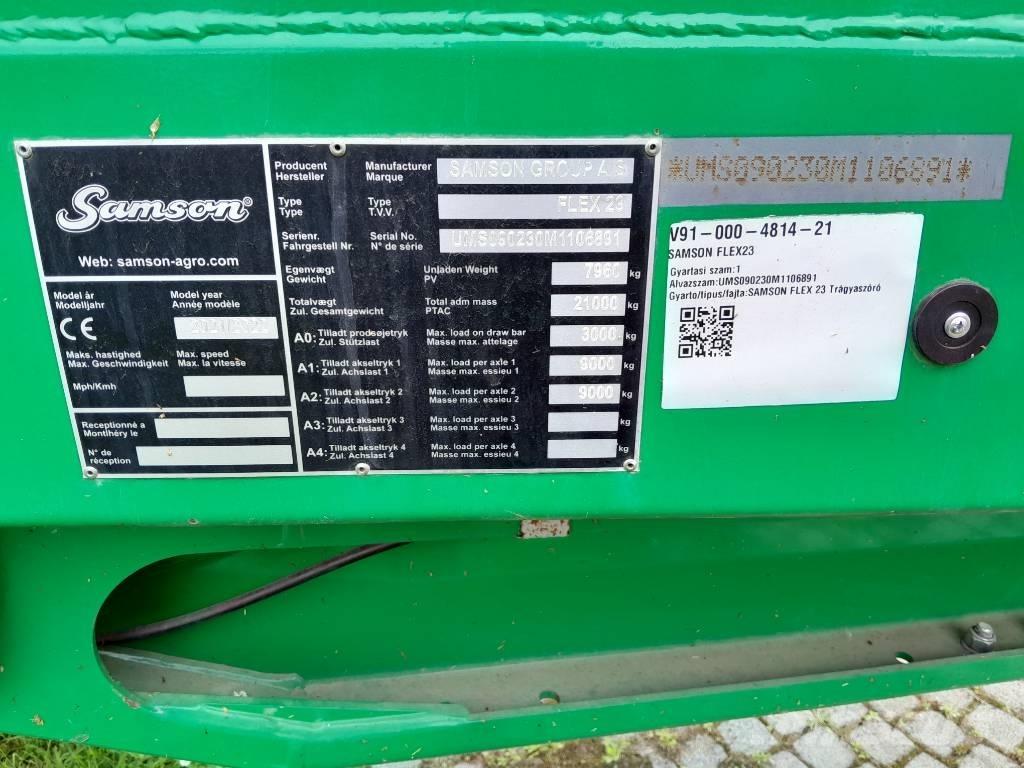 Samson®
Web: samson-agro.com
Model år Model year
Modelljahr Année modèle
CE
Maks. hastighed Max. speed
Max. Geschwindigkeit Max. la vitesse
Mph/Kmh
Receptionné a
Montlhéry le
N° de
réception
Producent Manufacturer SAMSON GROUP A/S
Hersteller Marque
Type Type FLEX 23
Type T.V.V.
Serienr. Serial No. UMS090230M1106891
Fahrgestell Nr. N° de série
Egenvægt Unladen Weight 7960 kg
Gewicht PV
Totalvægt Total adm mass 21000 kg
Zul. Gesamtgewicht PTAC
A0: Tilladt prodsøjetryk Max. load on draw bar 3000 kg
Zul. Stützlast Masse max. attelage
A1: Tilladt akseltryk 1 Max. load per axle 1 9000 kg
Zul. Achslast 1 Masse max. essieu 1
A2: Tilladt akseltryk 2 Max. load per axle 2 9000 kg
Zul. Achslast 2 Masse max. essieu 2
A3: Tilladt akseltryk 3 Max. load per axle 3 kg
Zul. Achslast 3 Masse max. essieu 3
A4: Tilladt akseltryk 4 Max. load per axle 4 kg
Zul. Achslast 4 Masse max. essieu 4
*UMS090230M1106891*
V91-000-4814-21
SAMSON FLEX23
Gyartasi szam:1
Alvazszam:UMS090230M1106891
Gyarto/tipus/fajta:SAMSON FLEX 23 Trágyaszóró